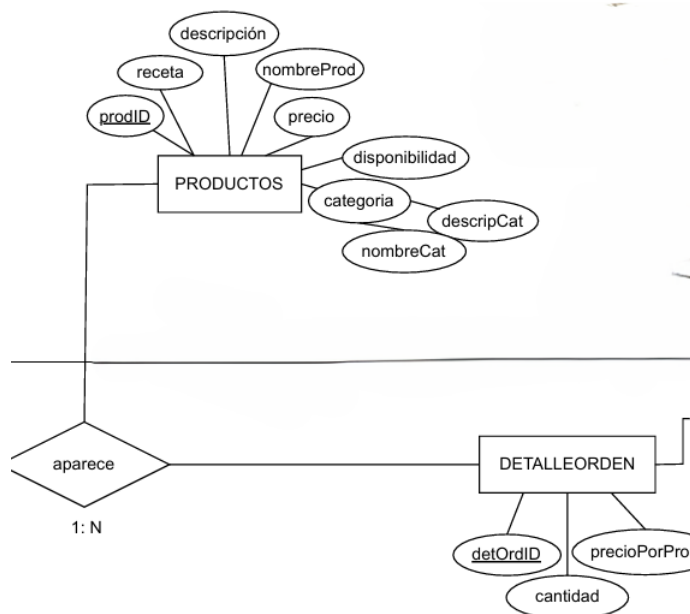 descripción
receta
nombreProd
prodID
precio
disponibilidad
PRODUCTOS
categoria
descripCat
nombreCat
aparece
DETALLEORDEN
1: N
detOrdID
precioPorPro
cantidad